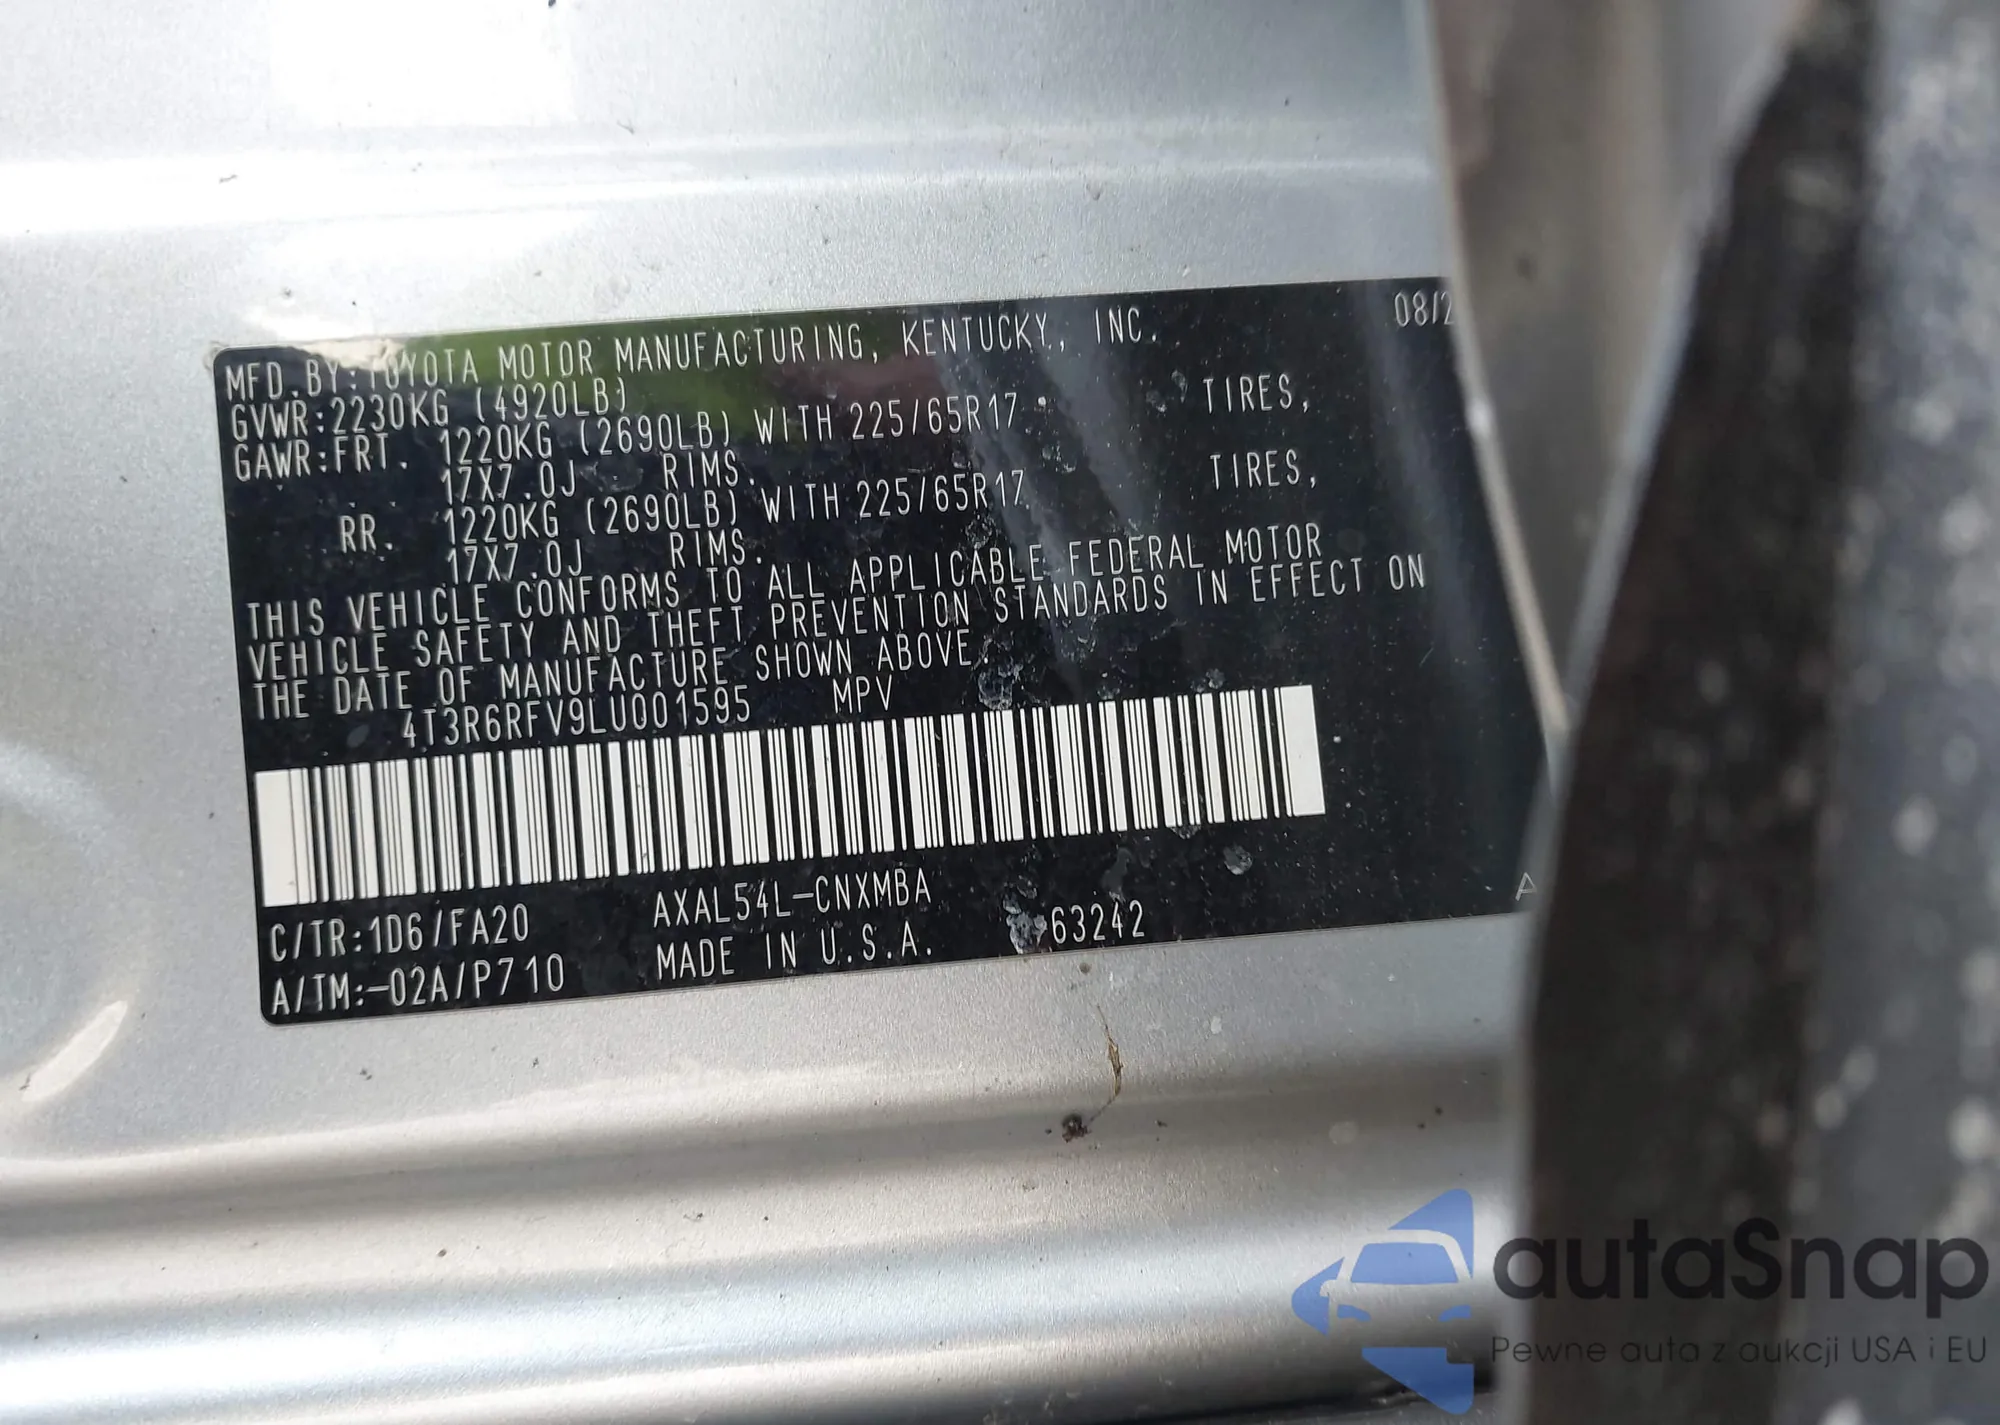 08/2
MFD. BY: TOYOTA MOTOR MANUFACTURING, KENTUCKY, INC.
GVWR: 2230KG (4920LB)
GAWR: FRT. 1220KG (2690LB) WITH 225/65R17 TIRES,
17X7.0J RIMS.
RR. 1220KG (2690LB) WITH 225/65R17 TIRES,
17X7.0J RIMS.
THIS VEHICLE CONFORMS TO ALL APPLICABLE FEDERAL MOTOR
VEHICLE SAFETY AND THEFT PREVENTION STANDARDS IN EFFECT ON
THE DATE OF MANUFACTURE SHOWN ABOVE.
4T3R6RFV9LU001595 MPV
C/TR:1D6/FA20 AXAL54L-CNXMBA
A/TM:-02A/P710 MADE IN U.S.A. 63242
A
autaSnap
Pewne auta z aukcji USA i EU